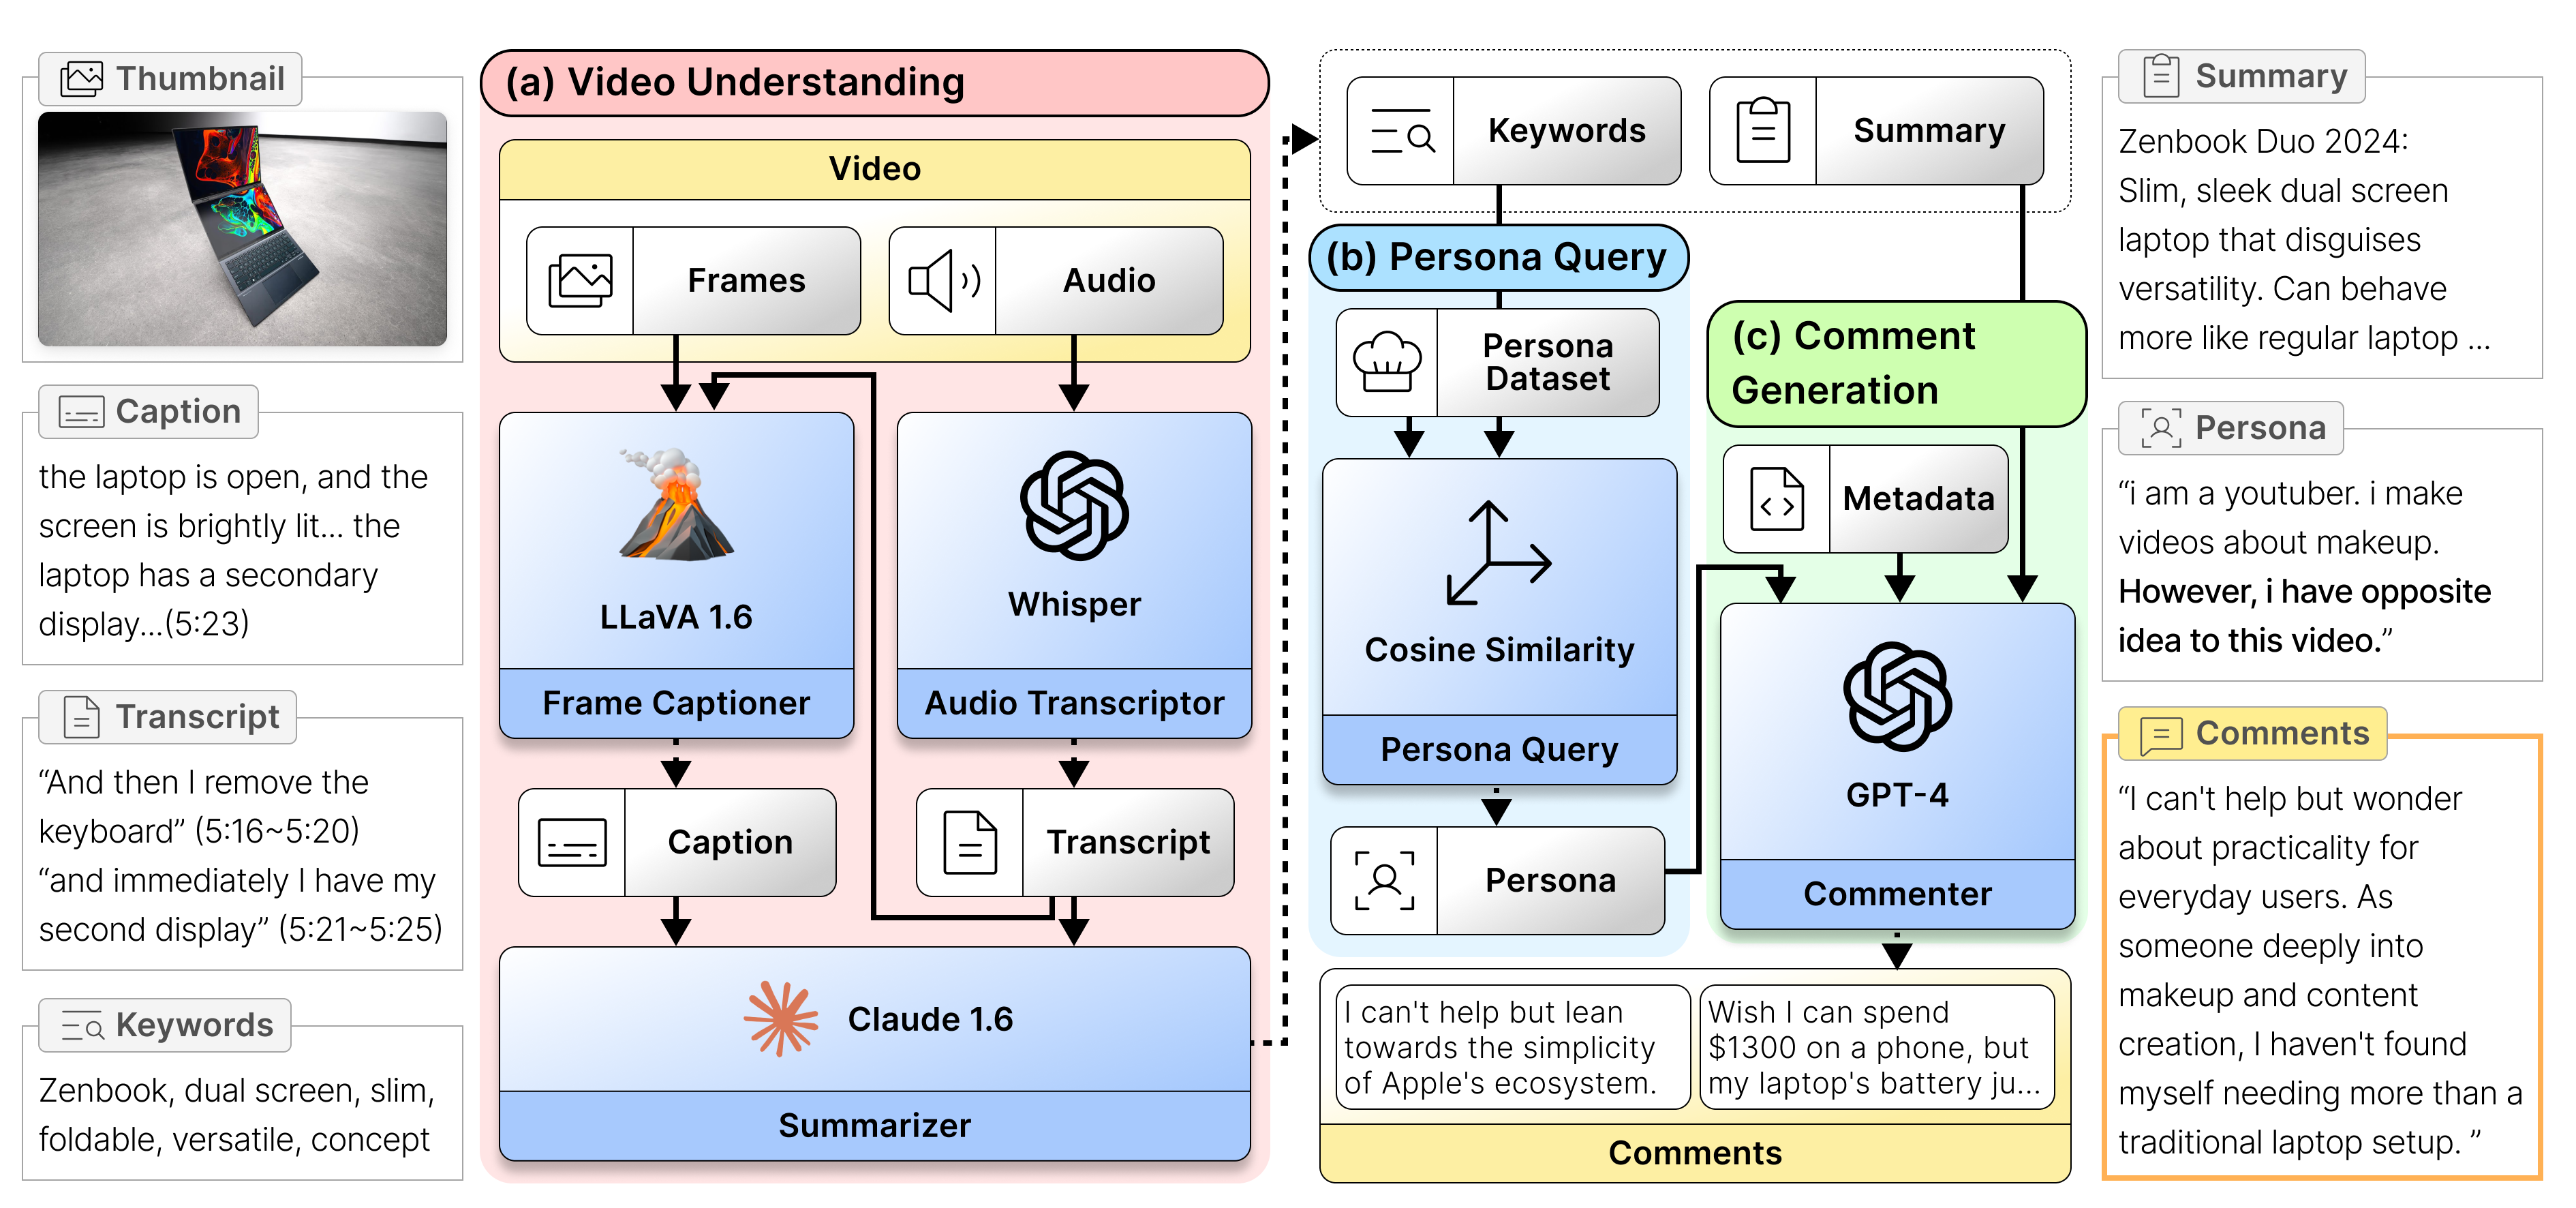 Thumbnail
Caption
the laptop is open, and the
screen is brightly lit... the
laptop has a secondary
display...(5:23)
Transcript
“And then I remove the
keyboard” (5:16~5:20)
“and immediately I have my
second display” (5:21~5:25)
Keywords
Zenbook, dual screen, slim,
foldable, versatile, concept
(a) Video Understanding
Video
Frames
Audio
LLaVA 1.6
Frame Captioner
Whisper
Audio Transcriptor
Caption
Transcript
Claude 1.6
Summarizer
Keywords
Summary
(b) Persona Query
Persona
Dataset
Cosine Similarity
Persona Query
Persona
(c) Comment
Generation
Metadata
GPT-4
Commenter
I can't help but lean
towards the simplicity
of Apple's ecosystem.
Wish I can spend
$1300 on a phone, but
my laptop's battery ju...
Comments
Summary
Zenbook Duo 2024:
Slim, sleek dual screen
laptop that disguises
versatility. Can behave
more like regular laptop ...
Persona
“i am a youtuber. i make
videos about makeup.
However, i have opposite
idea to this video.”
Comments
“I can't help but wonder
about practicality for
everyday users. As
someone deeply into
makeup and content
creation, I haven't found
myself needing more than a
traditional laptop setup. ”